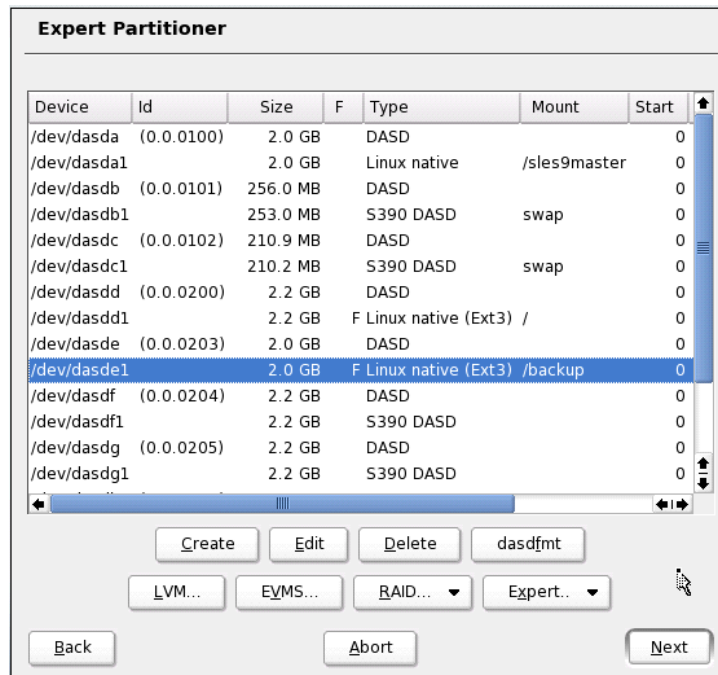 Expert Partitioner
Device Id Size F Type Mount Start
/dev/dasda (0.0.0100) 2.0 GB DASD 0
/dev/dasda1 2.0 GB Linux native /sles9master 0
/dev/dasdb (0.0.0101) 256.0 MB DASD 0
/dev/dasdb1 253.0 MB S390 DASD swap 0
/dev/dasdc (0.0.0102) 210.9 MB DASD 0
/dev/dasdc1 210.2 MB S390 DASD swap 0
/dev/dasdd (0.0.0200) 2.2 GB DASD 0
/dev/dasdd1 2.2 GB F Linux native (Ext3) / 0
/dev/dasde (0.0.0203) 2.0 GB DASD 0
/dev/dasde1 2.0 GB F Linux native (Ext3) /backup 0
/dev/dasdf (0.0.0204) 2.2 GB DASD 0
/dev/dasdf1 2.2 GB S390 DASD 0
/dev/dasdg (0.0.0205) 2.2 GB DASD 0
/dev/dasdg1 2.2 GB S390 DASD 0
Create Edit Delete dasdfmt
LVM... EVMS... RAID... Expert..
Back Abort Next